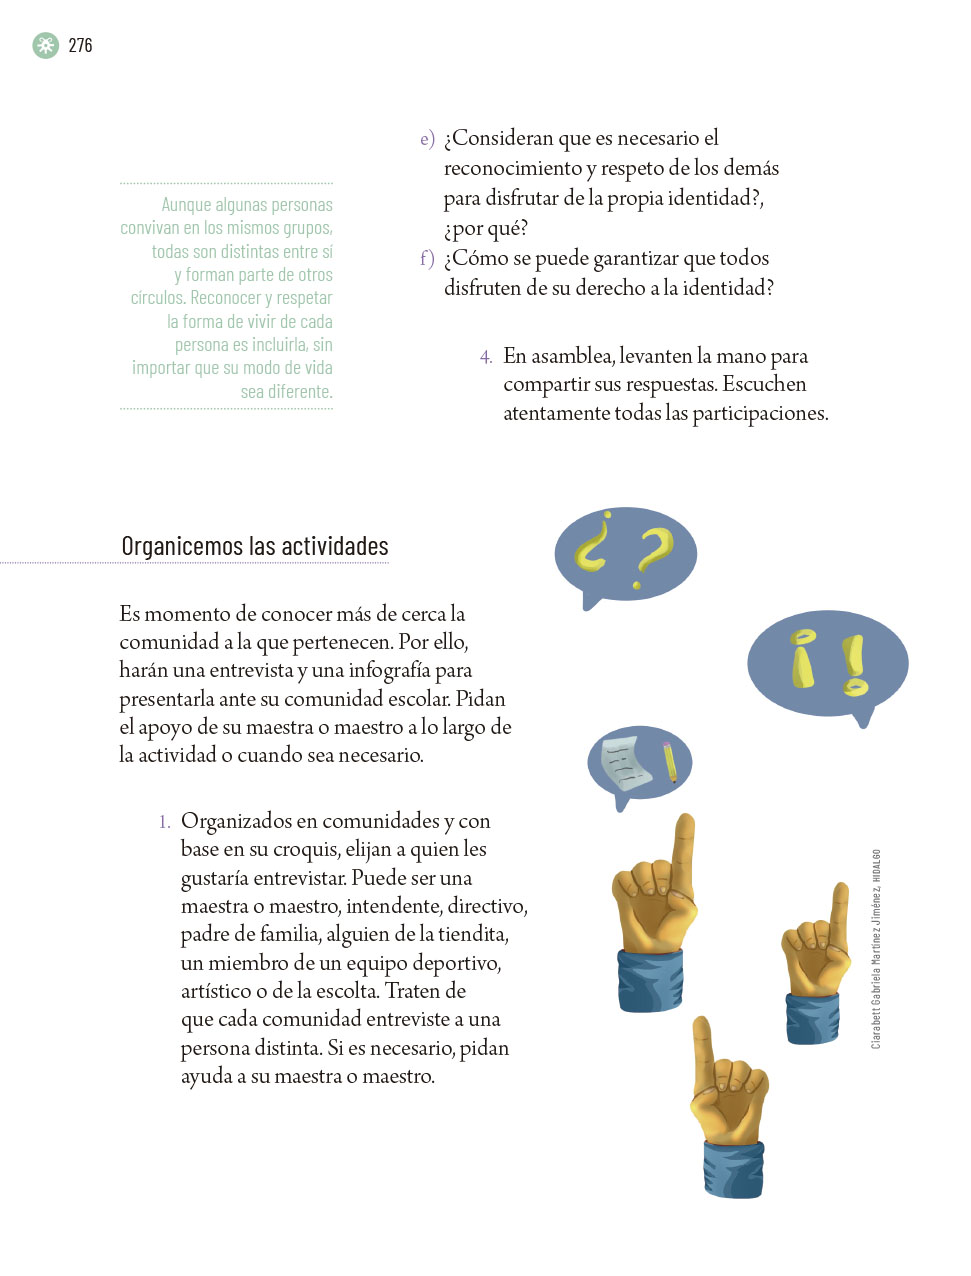 276
e) ¿Consideran que es necesario el
reconocimiento y respeto de los demás
para disfrutar de la propia identidad?,
¿por qué?
f) ¿Cómo se puede garantizar que todos
disfruten de su derecho a la identidad?
Aunque algunas personas
convivan en los mismos grupos,
todas son distintas entre sí
y forman parte de otros
círculos. Reconocer y respetar
la forma de vivir de cada
persona es incluirla, sin
importar que su modo de vida
sea diferente.
4. En asamblea, levanten la mano para
compartir sus respuestas. Escuchen
atentamente todas las participaciones.
Organicemos las actividades
Es momento de conocer más de cerca la
comunidad a la que pertenecen. Por ello,
harán una entrevista y una infografía para
presentarla ante su comunidad escolar. Pidan
el apoyo de su maestra o maestro a lo largo de
la actividad o cuando sea necesario.
1. Organizados en comunidades y con
base en su croquis, elijan a quien les
gustaría entrevistar. Puede ser una
maestra o maestro, intendente, directivo,
padre de familia, alguien de la tiendita,
un miembro de un equipo deportivo,
artístico o de la escolta. Traten de
que cada comunidad entreviste a una
persona distinta. Si es necesario, pidan
ayuda a su maestra o maestro.
¿ ?
¡ !
Ciarabett Gabriela Martínez Jiménez, HIDALGO